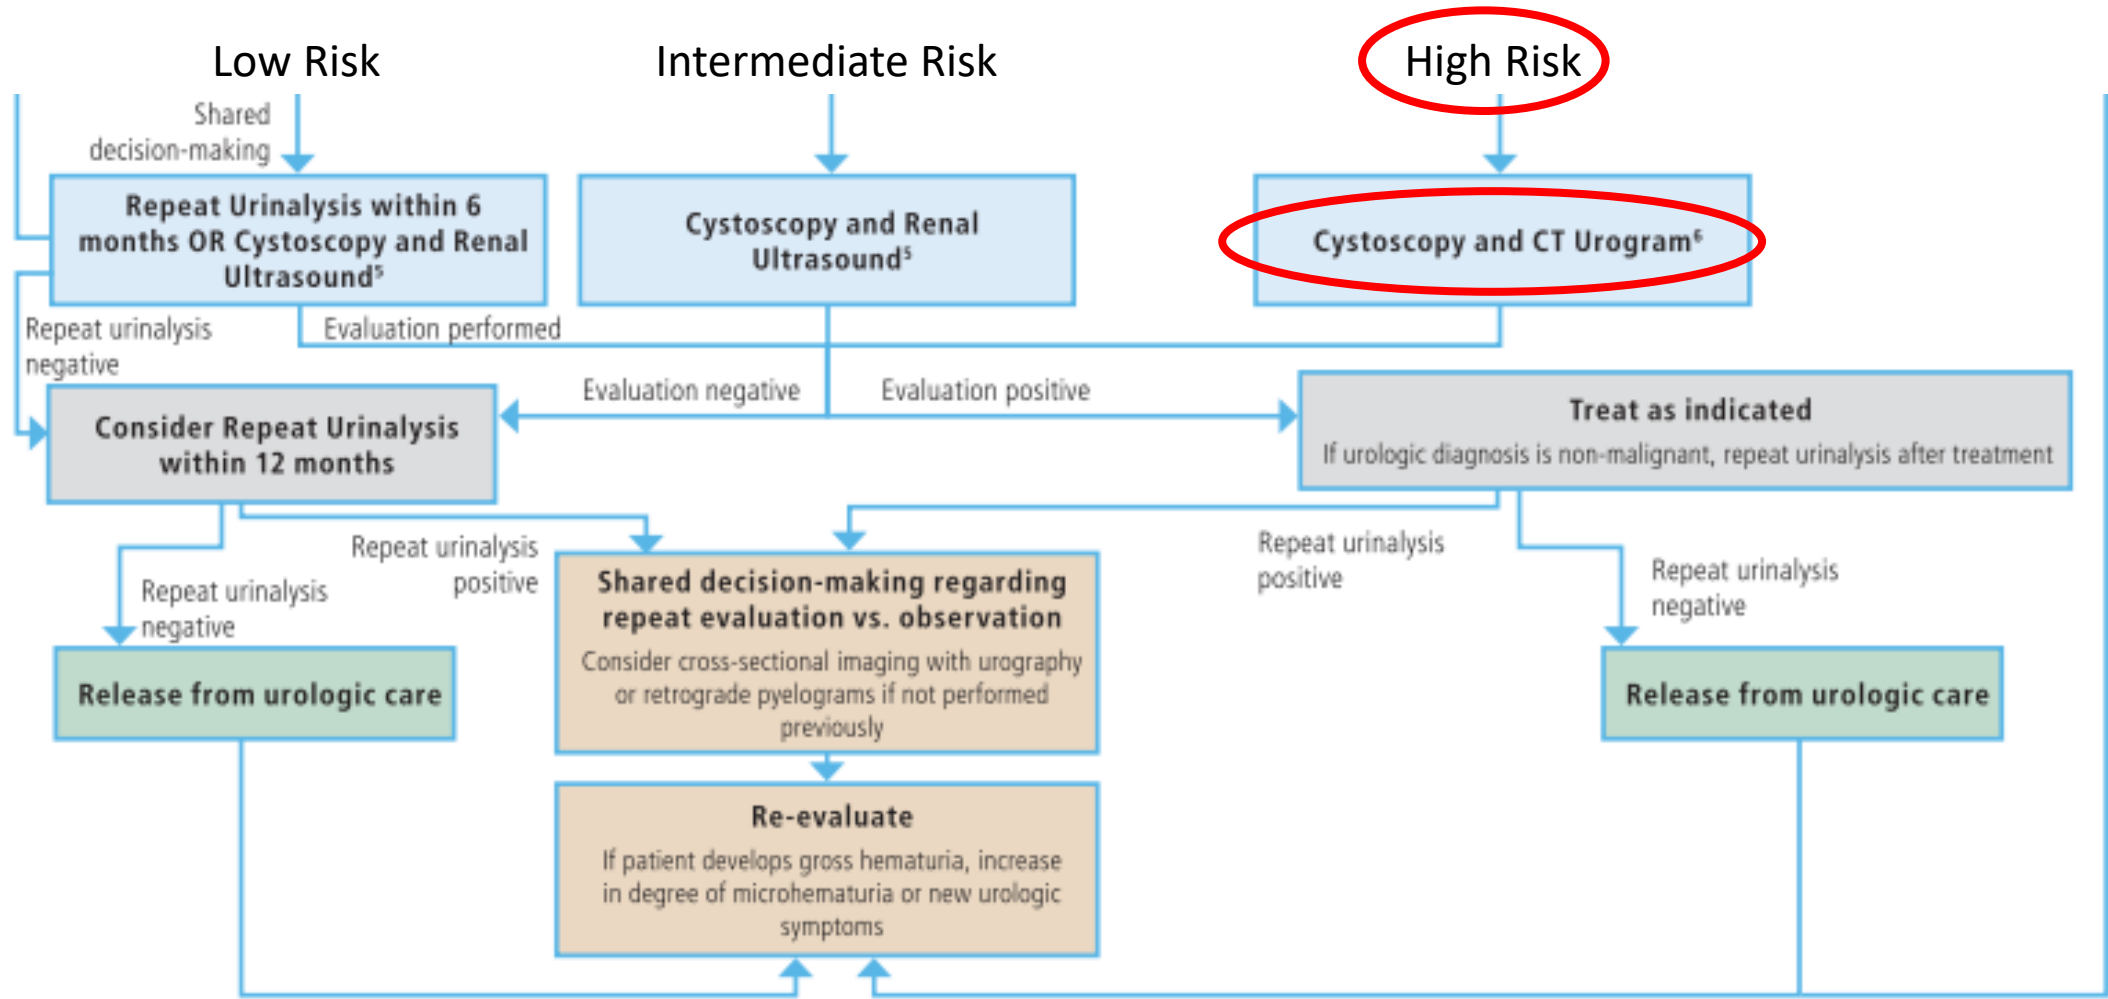 Low Risk
Intermediate Risk
High Risk
Shared
decision-making
Repeat Urinalysis within 6
months OR Cystoscopy and Renal
Ultrasound⁵
Cystoscopy and Renal
Ultrasound⁵
Cystoscopy and CT Urogram⁶
Repeat urinalysis
negative
Evaluation performed
Evaluation negative
Evaluation positive
Consider Repeat Urinalysis
within 12 months
Treat as indicated
If urologic diagnosis is non-malignant, repeat urinalysis after treatment
Repeat urinalysis
negative
Repeat urinalysis
positive
Repeat urinalysis
positive
Repeat urinalysis
negative
Shared decision-making regarding
repeat evaluation vs. observation
Consider cross-sectional imaging with urography
or retrograde pyelograms if not performed
previously
Release from urologic care
Release from urologic care
Re-evaluate
If patient develops gross hematuria, increase
in degree of microhematuria or new urologic
symptoms